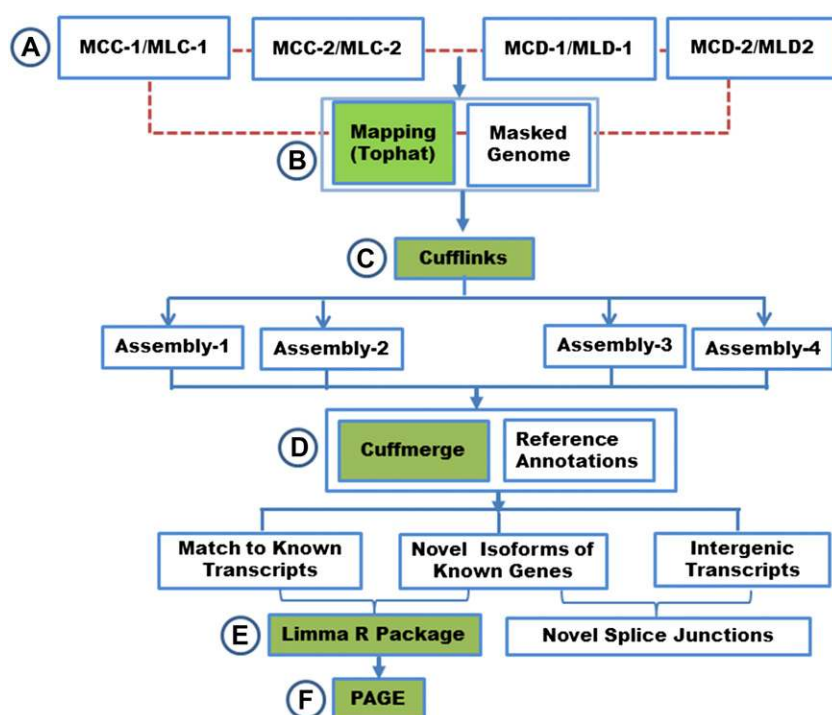 A
MCC-1/MLC-1
MCC-2/MLC-2
MCD-1/MLD-1
MCD-2/MLD2
B
Mapping
(Tophat)
Masked
Genome
C
Cufflinks
Assembly-1
Assembly-2
Assembly-3
Assembly-4
D
Cuffmerge
Reference
Annotations
Match to Known
Transcripts
Novel Isoforms of
Known Genes
Intergenic
Transcripts
E
Limma R Package
Novel Splice Junctions
F
PAGE